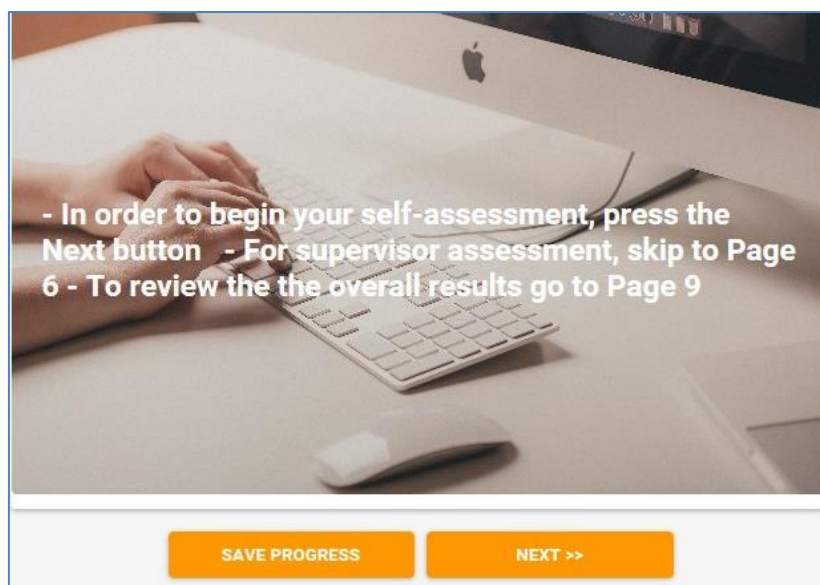 - In order to begin your self-assessment, press the
Next button - For supervisor assessment, skip to Page
6 - To review the the overall results go to Page 9
SAVE PROGRESS
NEXT >>